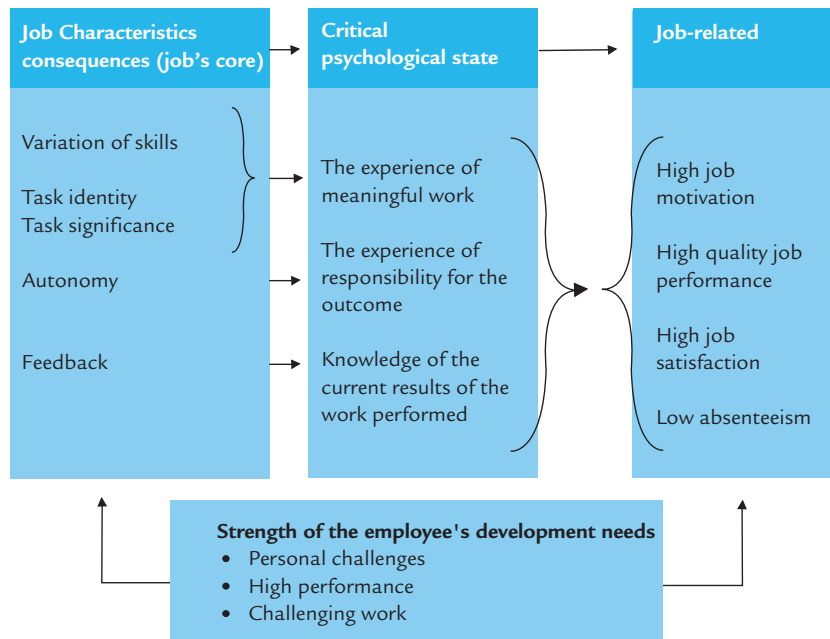 Job Characteristics
consequences (job's core)
Critical
psychological state
Job-related
Variation of skills
Task identity
Task significance
Autonomy
Feedback
The experience of
meaningful work
The experience of
responsibility for the
outcome
Knowledge of the
current results of the
work performed
High job
motivation
High quality job
performance
High job
satisfaction
Low absenteeism
Strength of the employee's development needs
• Personal challenges
• High performance
• Challenging work